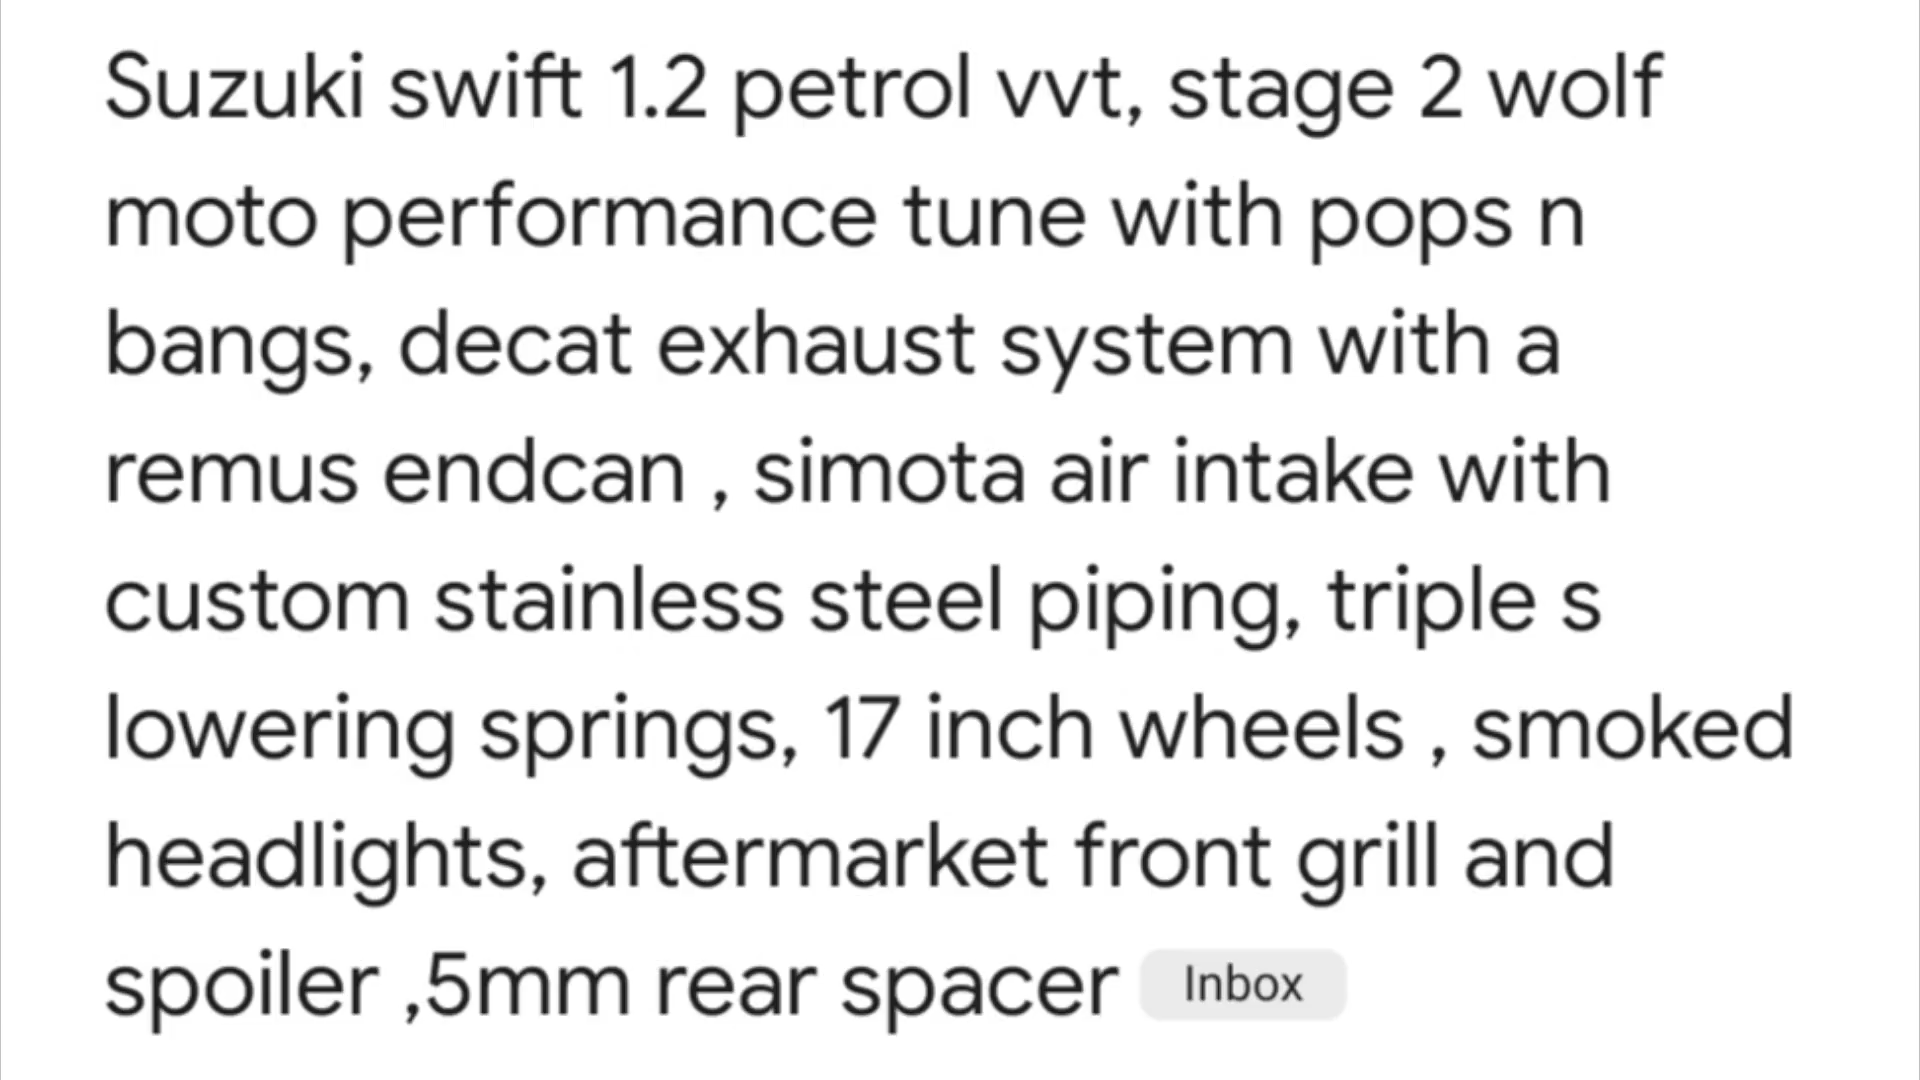 Suzuki swift 1.2 petrol vvt, stage 2 wolf
moto performance tune with pops n
bangs, decat exhaust system with a
remus endcan , simota air intake with
custom stainless steel piping, triple s
lowering springs, 17 inch wheels , smoked
headlights, aftermarket front grill and
spoiler ,5mm rear spacer Inbox